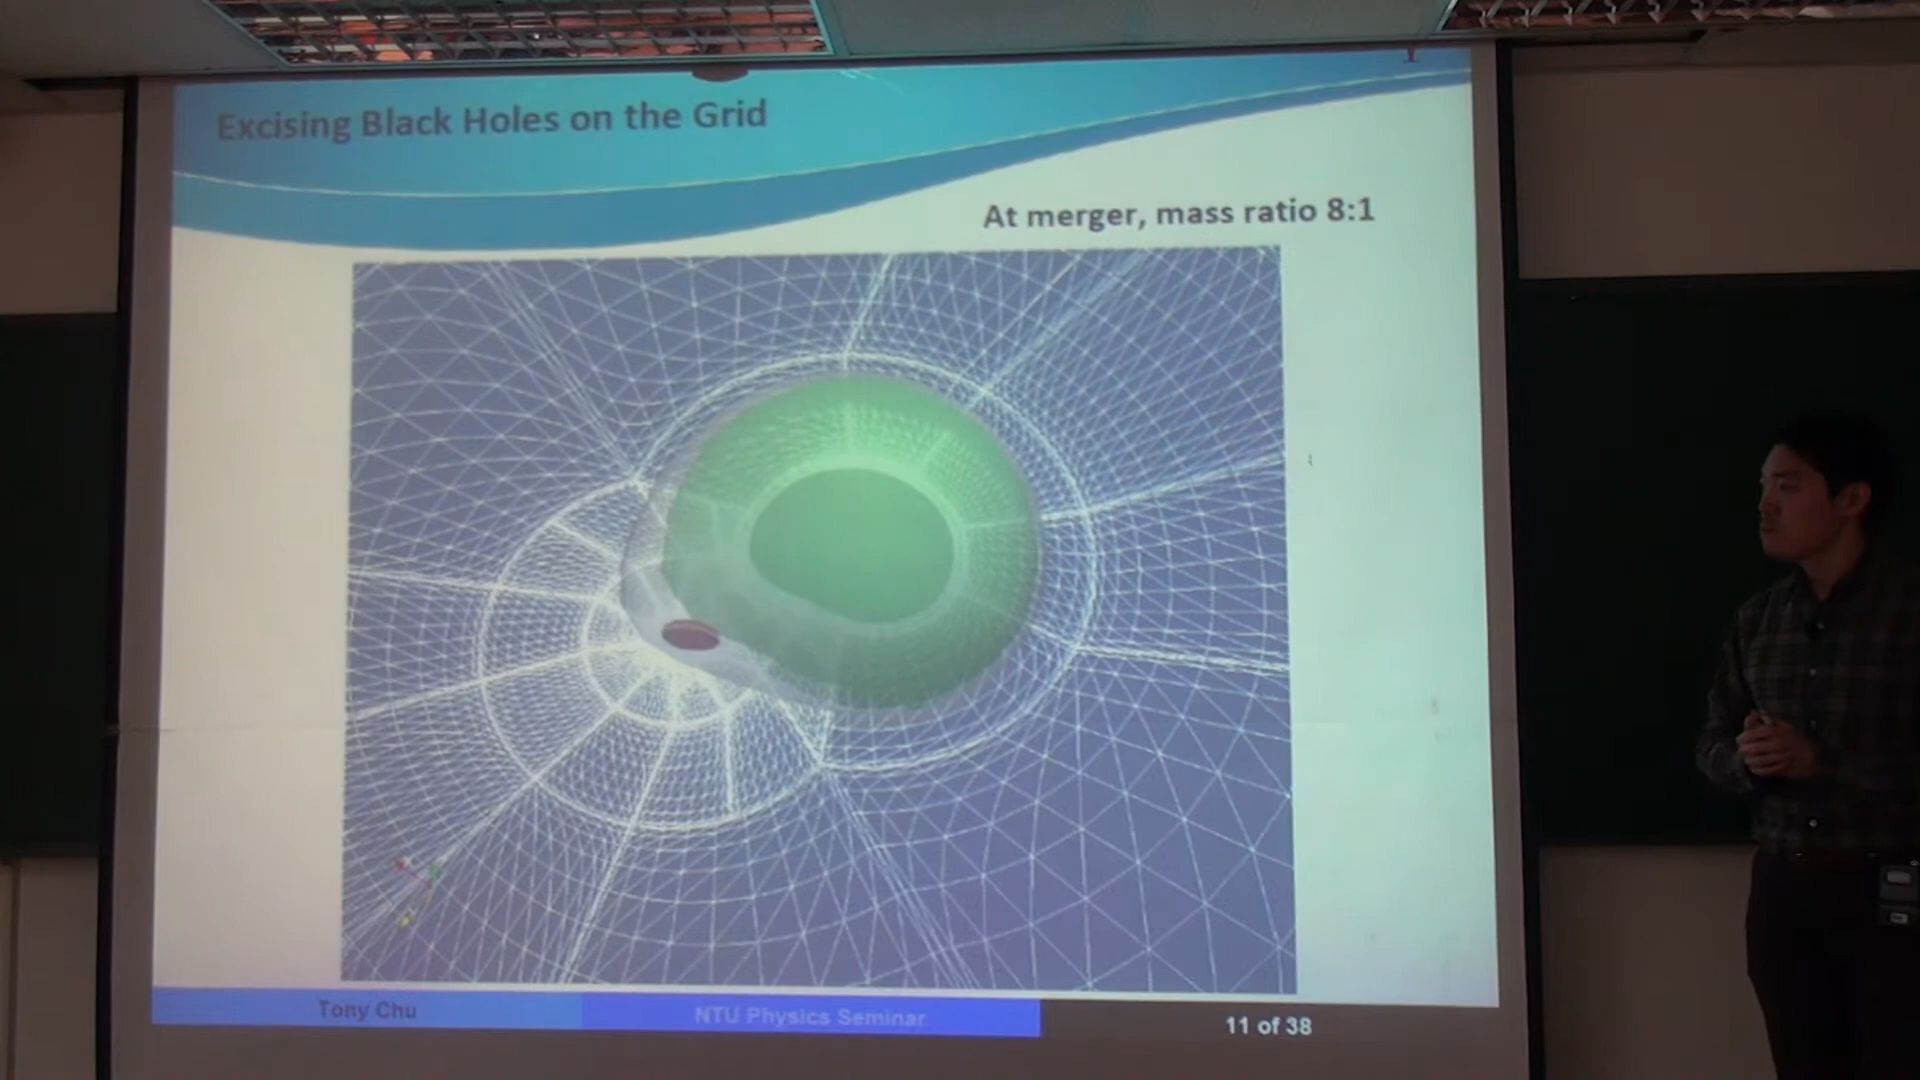 Excising Black Holes on the Grid
At merger, mass ratio 8:1
Tony Chu
NTU Physics Seminar
11 of 38